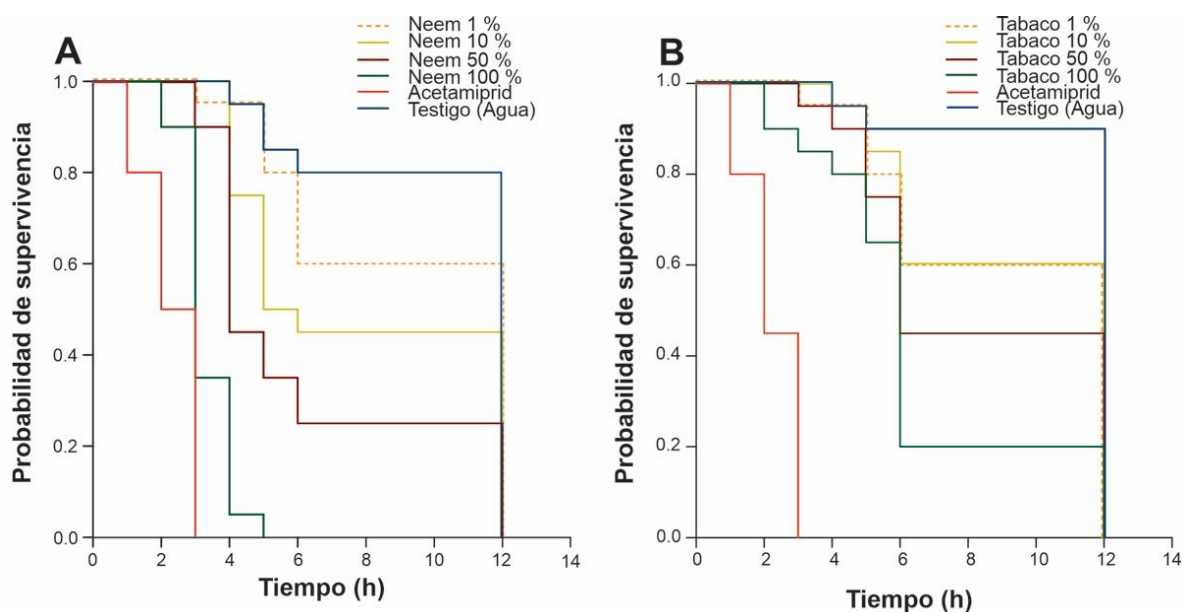 A
Neem 1 %
Neem 10 %
Neem 50 %
Neem 100 %
Acetamiprid
Testigo (Agua)
Probabilidad de supervivencia
1.0
0.8
0.6
0.4
0.2
0.0
0 2 4 6 8 10 12 14
Tiempo (h)
B
Tabaco 1 %
Tabaco 10 %
Tabaco 50 %
Tabaco 100 %
Acetamiprid
Testigo (Agua)
Probabilidad de supervivencia
1.0
0.8
0.6
0.4
0.2
0.0
0 2 4 6 8 10 12 14
Tiempo (h)